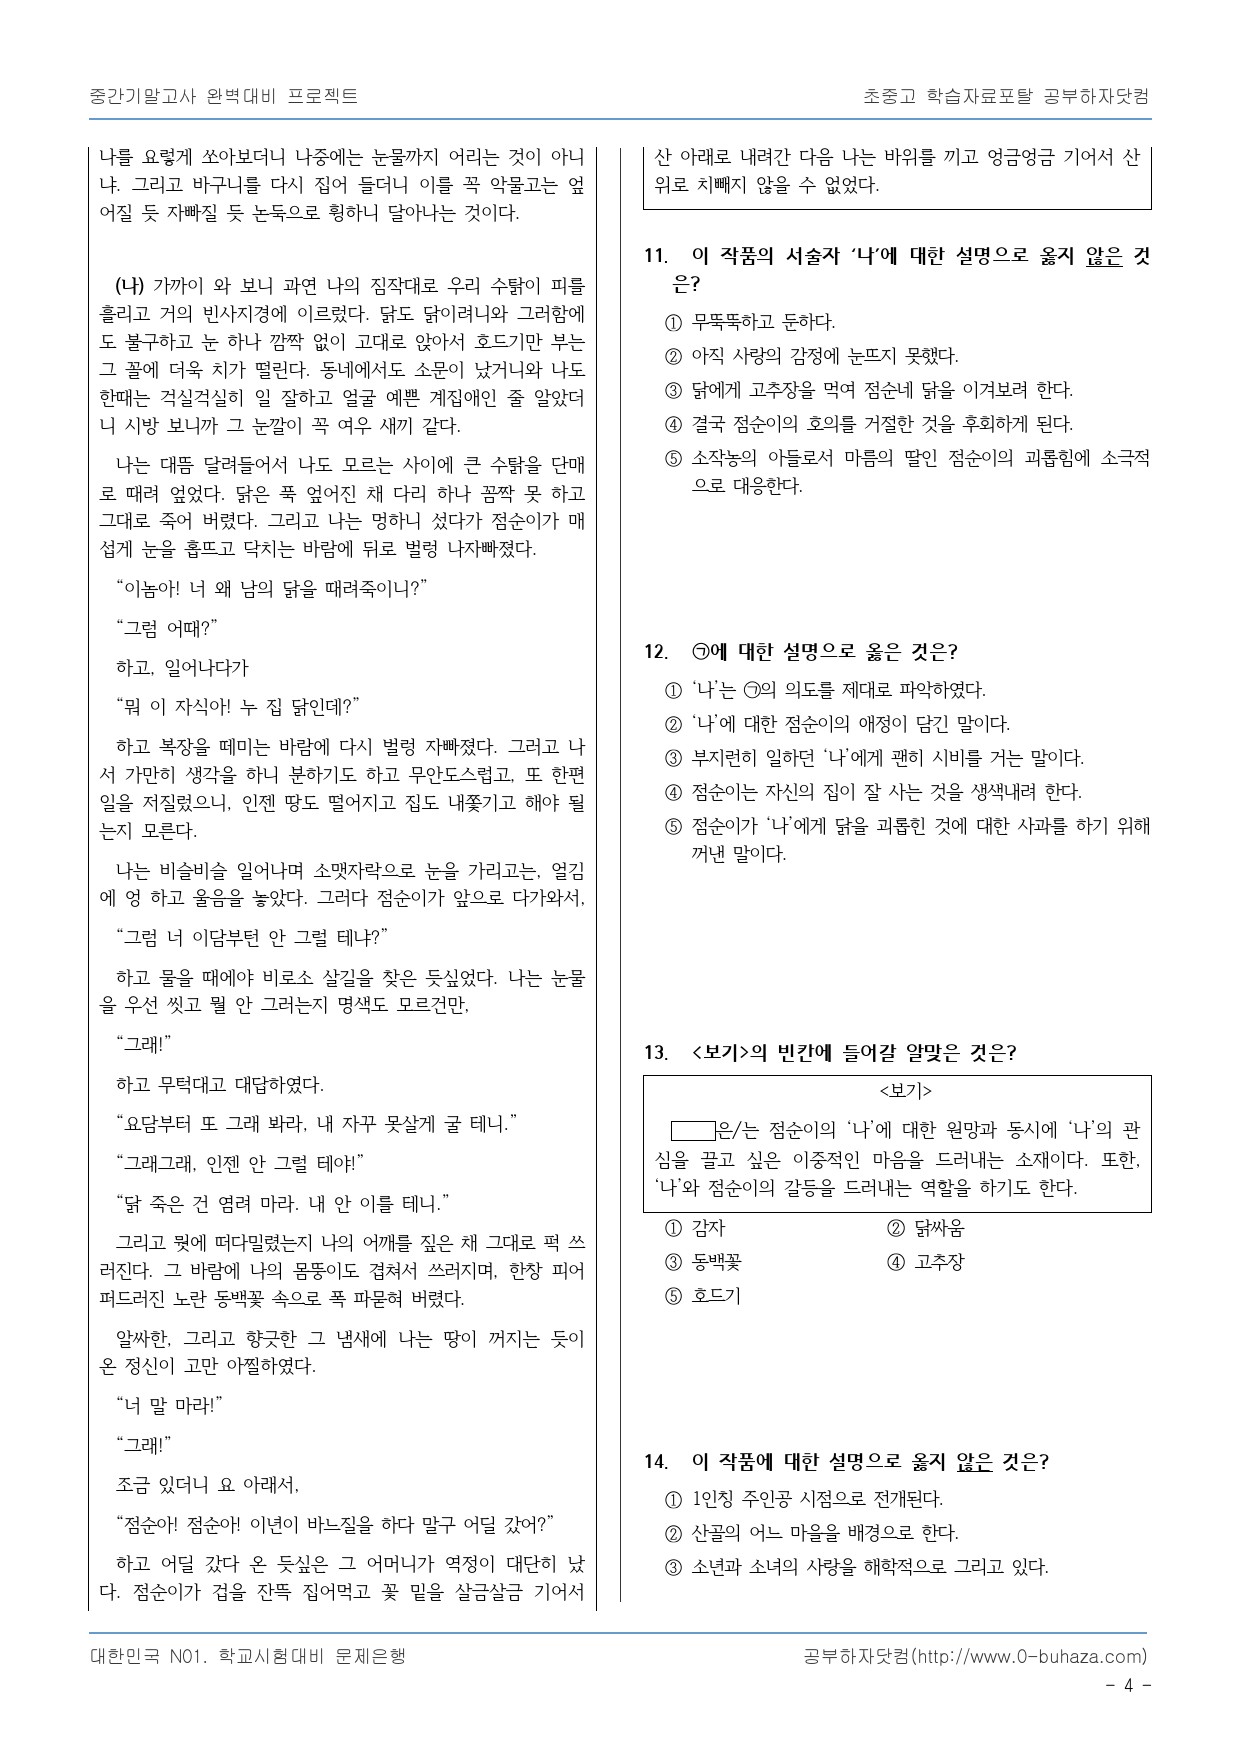 중간기말고사 완벽대비 프로젝트
초중고 학습자료포탈 공부하자닷컴
나를 요렇게 쏘아보더니 나중에는 눈물까지 어리는 것이 아니
냐. 그리고 바구니를 다시 집어 들더니 이를 꼭 악물고는 엎
어질 듯 자빠질 듯 논둑으로 휭하니 달아나는 것이다.
(나) 가까이 와 보니 과연 나의 짐작대로 우리 수탉이 피를
흘리고 거의 빈사지경에 이르렀다. 닭도 닭이려니와 그러함에
도 불구하고 눈 하나 깜짝 없이 고대로 앉아서 호드기만 부는
그 꼴에 더욱 치가 떨린다. 동네에서도 소문이 났거니와 나도
한때는 걱실걱실히 일 잘하고 얼굴 예쁜 계집애인 줄 알았더
니 시방 보니까 그 눈깔이 꼭 여우 새끼 같다.
나는 대뜸 달려들어서 나도 모르는 사이에 큰 수탉을 단매
로 때려 엎었다. 닭은 푹 엎어진 채 다리 하나 꼼짝 못 하고
그대로 죽어 버렸다. 그리고 나는 멍하니 섰다가 점순이가 매
섭게 눈을 홉뜨고 닥치는 바람에 뒤로 벌렁 나자빠졌다.
“이놈아! 너 왜 남의 닭을 때려죽이니?”
“그럼 어때?”
하고, 일어나다가
“뭐 이 자식아! 누 집 닭인데?”
하고 복장을 떼미는 바람에 다시 벌렁 자빠졌다. 그러고 나
서 가만히 생각을 하니 분하기도 하고 무안도스럽고, 또 한편
일을 저질렀으니, 인젠 땅도 떨어지고 집도 내쫓기고 해야 될
는지 모른다.
나는 비슬비슬 일어나며 소맷자락으로 눈을 가리고는, 얼김
에 엉 하고 울음을 놓았다. 그러다 점순이가 앞으로 다가와서,
“그럼 너 이담부턴 안 그럴 테냐?”
하고 물을 때에야 비로소 살길을 찾은 듯싶었다. 나는 눈물
을 우선 씻고 뭘 안 그러는지 명색도 모르건만,
“그래!”
하고 무턱대고 대답하였다.
“요담부터 또 그래 봐라, 내 자꾸 못살게 굴 테니.”
“그래그래, 인젠 안 그럴 테야!”
“닭 죽은 건 염려 마라. 내 안 이를 테니.”
그리고 뭣에 떠다밀렸는지 나의 어깨를 짚은 채 그대로 퍽 쓰
러진다. 그 바람에 나의 몸뚱이도 겹쳐서 쓰러지며, 한창 피어
퍼드러진 노란 동백꽃 속으로 폭 파묻혀 버렸다.
알싸한, 그리고 향긋한 그 냄새에 나는 땅이 꺼지는 듯이
온 정신이 고만 아찔하였다.
“너 말 마라!”
“그래!”
조금 있더니 요 아래서,
“점순아! 점순아! 이년이 바느질을 하다 말구 어딜 갔어?”
하고 어딜 갔다 온 듯싶은 그 어머니가 역정이 대단히 났
다. 점순이가 겁을 잔뜩 집어먹고 꽃 밑을 살금살금 기어서
산 아래로 내려간 다음 나는 바위를 끼고 엉금엉금 기어서 산
위로 치빼지 않을 수 없었다.
11. 이 작품의 서술자 ‘나’에 대한 설명으로 옳지 않은 것
은?
① 무뚝뚝하고 둔하다.
② 아직 사랑의 감정에 눈뜨지 못했다.
③ 닭에게 고추장을 먹여 점순네 닭을 이겨보려 한다.
④ 결국 점순이의 호의를 거절한 것을 후회하게 된다.
⑤ 소작농의 아들로서 마름의 딸인 점순이의 괴롭힘에 소극적
으로 대응한다.
12. ㉠에 대한 설명으로 옳은 것은?
① ‘나’는 ㉠의 의도를 제대로 파악하였다.
② ‘나’에 대한 점순이의 애정이 담긴 말이다.
③ 부지런히 일하던 ‘나’에게 괜히 시비를 거는 말이다.
④ 점순이는 자신의 집이 잘 사는 것을 생색내려 한다.
⑤ 점순이가 ‘나’에게 닭을 괴롭힌 것에 대한 사과를 하기 위해
꺼낸 말이다.
13. <보기>의 빈칸에 들어갈 알맞은 것은?
<보기>
은/는 점순이의 ‘나’에 대한 원망과 동시에 ‘나’의 관
심을 끌고 싶은 이중적인 마음을 드러내는 소재이다. 또한,
‘나’와 점순이의 갈등을 드러내는 역할을 하기도 한다.
① 감자 ② 닭싸움
③ 동백꽃 ④ 고추장
⑤ 호드기
14. 이 작품에 대한 설명으로 옳지 않은 것은?
① 1인칭 주인공 시점으로 전개된다.
② 산골의 어느 마을을 배경으로 한다.
③ 소년과 소녀의 사랑을 해학적으로 그리고 있다.
대한민국 N01. 학교시험대비 문제은행
공부하자닷컴(http://www.0-buhaza.com)
- 4 -